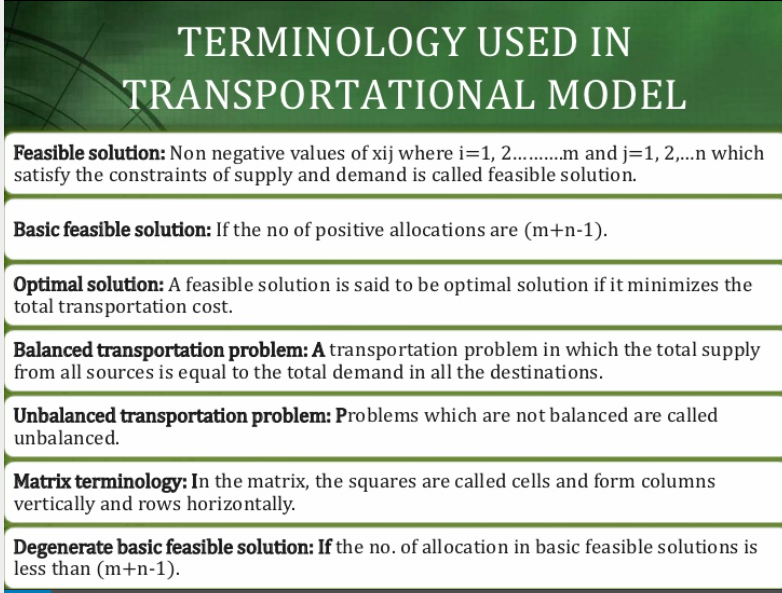 TERMINOLOGY USED IN
TRANSPORTATIONAL MODEL
Feasible solution: Non negative values of xij where i=1, 2..........m and j=1, 2,...n which
satisfy the constraints of supply and demand is called feasible solution.
Basic feasible solution: If the no of positive allocations are (m+n-1).
Optimal solution: A feasible solution is said to be optimal solution if it minimizes the
total transportation cost.
Balanced transportation problem: A transportation problem in which the total supply
from all sources is equal to the total demand in all the destinations.
Unbalanced transportation problem: Problems which are not balanced are called
unbalanced.
Matrix terminology: In the matrix, the squares are called cells and form columns
vertically and rows horizontally.
Degenerate basic feasible solution: If the no. of allocation in basic feasible solutions is
less than (m+n-1).